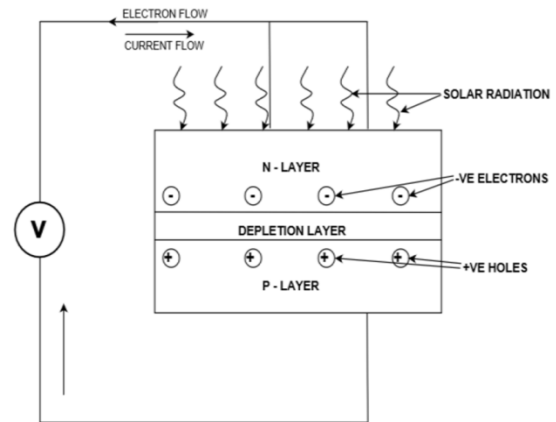 ELECTRON FLOW
CURRENT FLOW
SOLAR RADIATION
N - LAYER
-VE ELECTRONS
- - - -
V
DEPLETION LAYER
+ + + +
+VE HOLES
P - LAYER